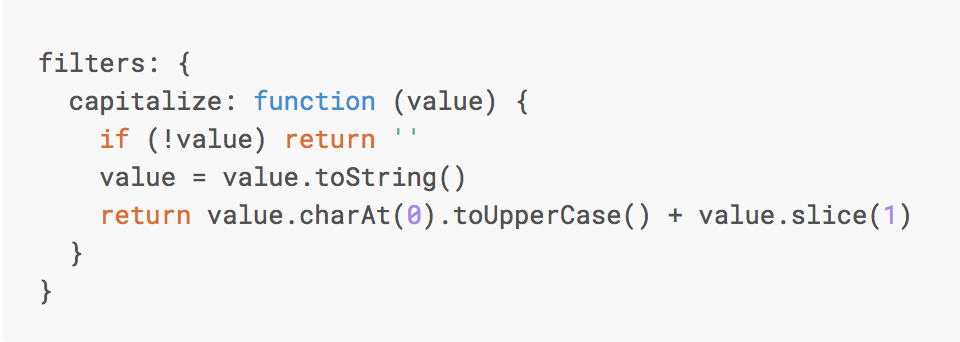 filters: {
  capitalize: function (value) {
    if (!value) return ''
    value = value.toString()
    return value.charAt(0).toUpperCase() + value.slice(1)
  }
}